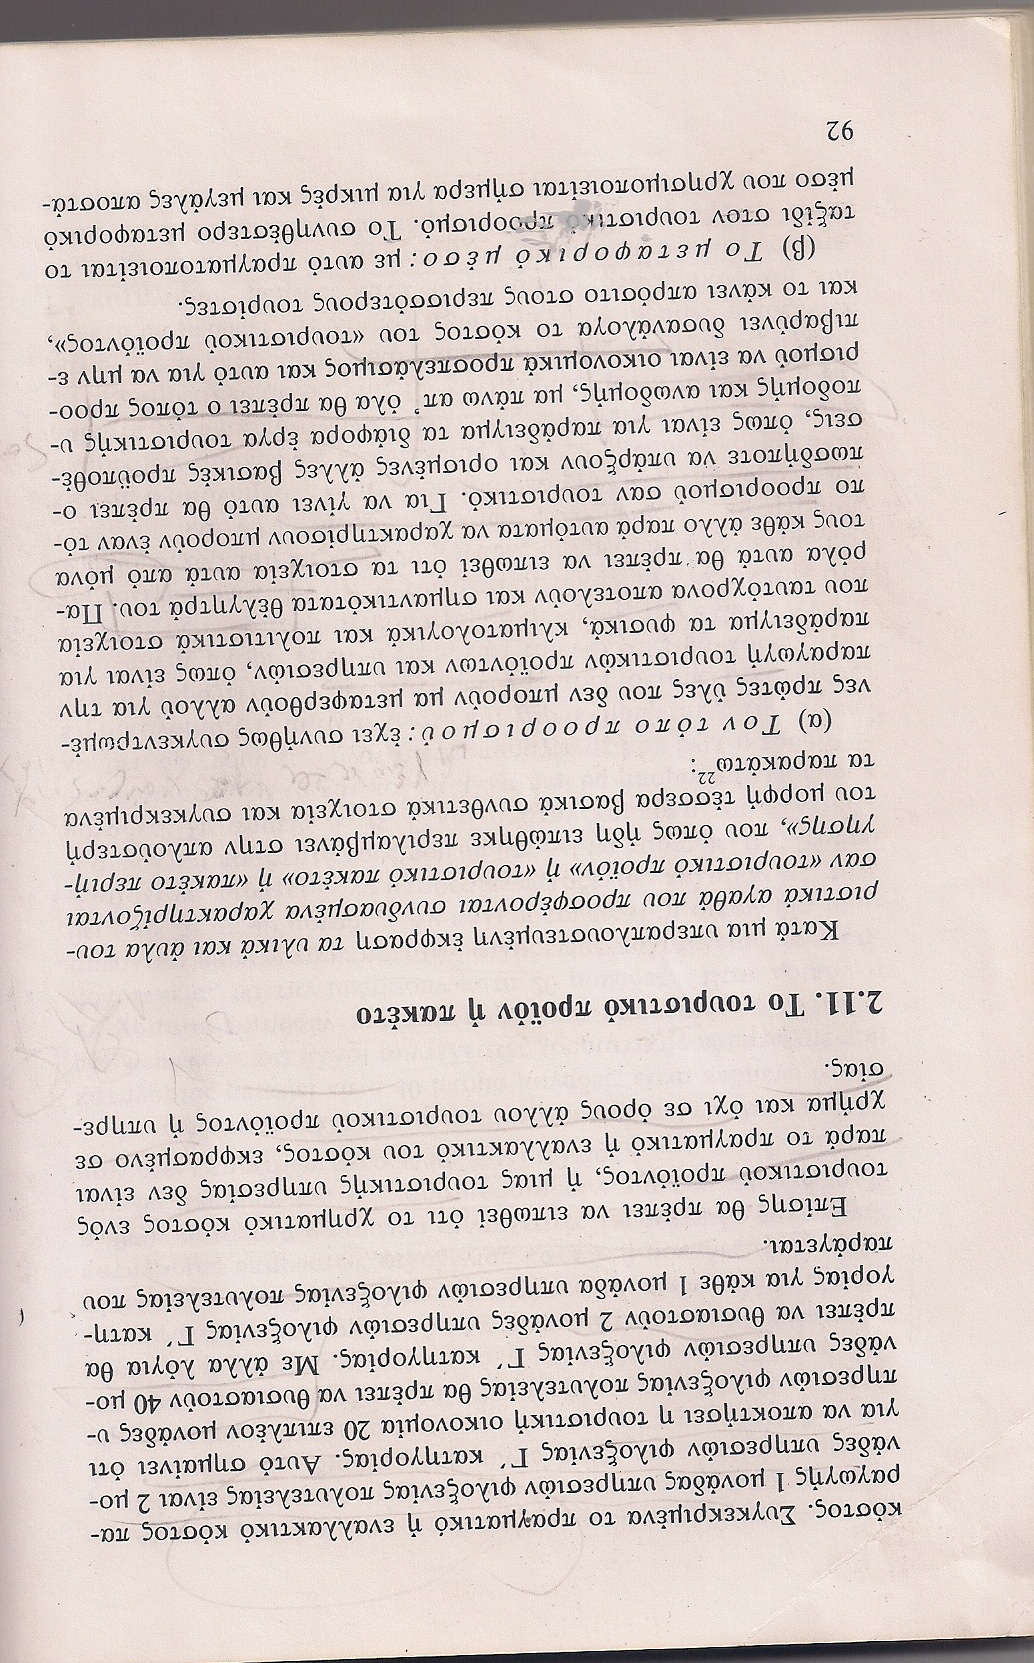 κόστος. Συγκεκριμένα το πραγματικό ή εναλλακτικό κόστος πα-
ραγωγής 1 μονάδας υπηρεσιών φιλοξενίας πολυτελείας είναι 2 μο-
νάδες υπηρεσιών φιλοξενίας Γ΄ κατηγορίας. Αυτό σημαίνει ότι
για να αποκτήσει η τουριστική οικονομία 20 επιπλέον μονάδες υ-
πηρεσιών φιλοξενίας πολυτελείας θα πρέπει να θυσιαστούν 40 μο-
νάδες υπηρεσιών φιλοξενίας Γ΄ κατηγορίας. Με άλλα λόγια θα
πρέπει να θυσιαστούν 2 μονάδες υπηρεσιών φιλοξενίας Γ΄ κατη-
γορίας για κάθε 1 μονάδα υπηρεσιών φιλοξενίας πολυτελείας που
παράγεται.
Επίσης θα πρέπει να ειπωθεί ότι το χρηματικό κόστος ενός
τουριστικού προϊόντος, ή μιας τουριστικής υπηρεσίας δεν είναι
παρά το πραγματικό ή εναλλακτικό του κόστος, εκφρασμένο σε
χρήμα και όχι σε όρους άλλου τουριστικού προϊόντος ή υπηρε-
σίας.
2.11. Το τουριστικό προϊόν ή πακέτο
Κατά μια υπεραπλουστευμένη έκφραση τα υλικά και άυλα του-
ριστικά αγαθά που προσφέρονται συνδυασμένα χαρακτηρίζονται
σαν «τουριστικό προϊόν» ή «τουριστικό πακέτο» ή «πακέτο περιή-
γησης», που όπως ήδη ειπώθηκε περιλαμβάνει στην απλούστερή
του μορφή τέσσερα βασικά συνθετικά στοιχεία και συγκεκριμένα
τα παρακάτω²²:
(α) Τον τόπο προορισμού: έχει συνήθως συγκεντρωμέ-
νες πρώτες ύλες που δεν μπορούν μα μεταφερθούν αλλού για την
παραγωγή τουριστικών προϊόντων και υπηρεσιών, όπως είναι για
παράδειγμα τα φυσικά, κλιματολογικά και πολιτιστικά στοιχεία
που ταυτόχρονα αποτελούν και σημαντικότατα θέλγητρά του. Πα-
ρόλα αυτά θα πρέπει να ειπωθεί ότι τα στοιχεία αυτά από μόνα
τους κάθε άλλο παρά αυτόματα να χαρακτηρίσουν μπορούν έναν τό-
πο προορισμού σαν τουριστικό. Για να γίνει αυτό θα πρέπει ο-
πωσδήποτε να υπάρξουν και ορισμένες άλλες βασικές προϋποθέ-
σεις, όπως είναι για παράδειγμα τα διάφορα έργα τουριστικής υ-
ποδομής και ανωδομής, μα πάνω απ' όλα θα πρέπει ο τόπος προο-
ρισμού να είναι οικονομικά προσπελάσιμος και αυτό για να μην ε-
πιβαρύνει δυσανάλογα το κόστος του «τουριστικού προϊόντος»,
και το κάνει απρόσιτο στους περισσότερους τουρίστες.
(β) Το μεταφορικό μέσο: με αυτό πραγματοποιείται το
ταξίδι στον τουριστικό προορισμό. Το συνηθέστερο μεταφορικό
μέσο που χρησιμοποιείται σήμερα για μικρές και μεγάλες αποστά-
92